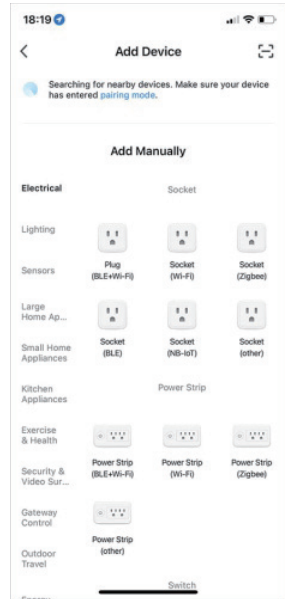 18:19
Add Device
Searching for nearby devices. Make sure your device
has entered pairing mode.
Add Manually
Electrical
Lighting
Sensors
Large
Home Ap...
Small Home
Appliances
Kitchen
Appliances
Exercise
& Health
Security &
Video Sur...
Gateway
Control
Outdoor
Travel
Energy
Socket
Plug
(BLE+Wi-Fi)
Socket
(Wi-Fi)
Socket
(Zigbee)
Socket
(BLE)
Socket
(NB-IoT)
Socket
(other)
Power Strip
Power Strip
(BLE+Wi-Fi)
Power Strip
(Wi-Fi)
Power Strip
(Zigbee)
Power Strip
(other)
Switch